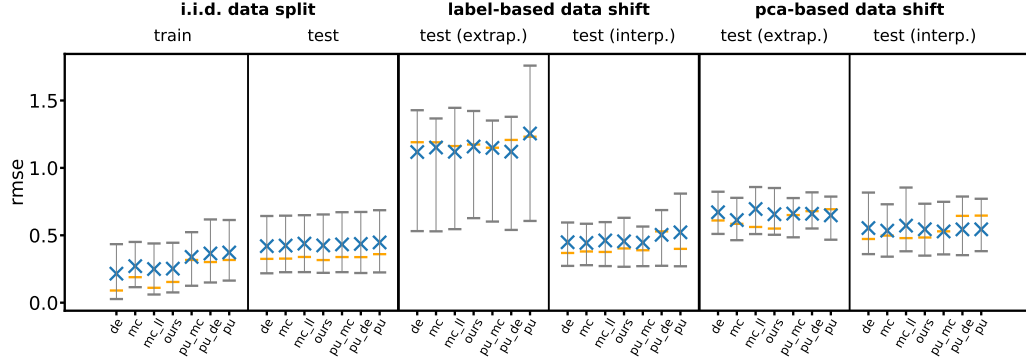 i.i.d. data split label-based data shift pca-based data shift
train test test (extrap.) test (interp.) test (extrap.) test (interp.)
rmse
1.5
1.0
0.5
0.0
de mc mc_ll ours pu_mc pu_de pu de mc mc_ll ours pu_mc pu_de pu de mc mc_ll ours pu_mc pu_de pu de mc mc_ll ours pu_mc pu_de pu de mc mc_ll ours pu_mc pu_de pu de mc mc_ll ours pu_mc pu_de pu